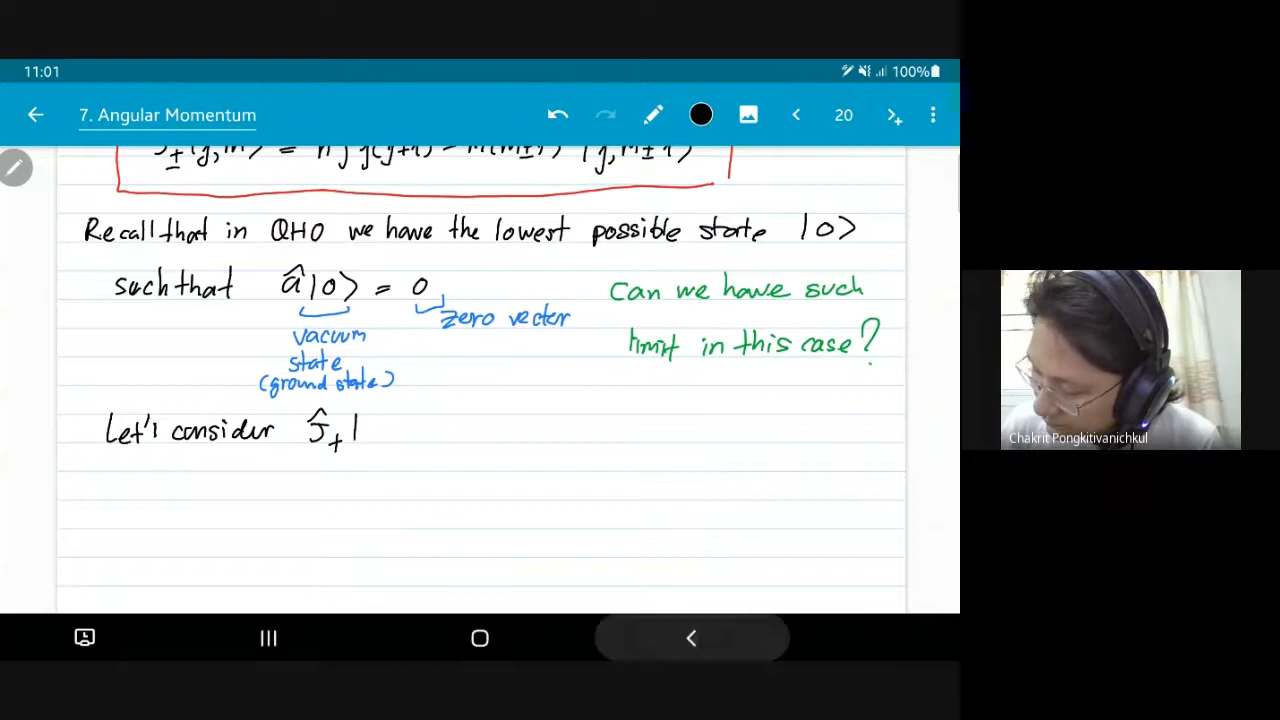 11:01
100%
7. Angular Momentum
20
Recall that in QHO we have the lowest possible state |0⟩
such that â|0⟩ = 0
zero vector
vacuum
state
(ground state)
Can we have such
limit in this case?
Let's consider Ĵ₊|
Chakrit Pongkitivanichkul